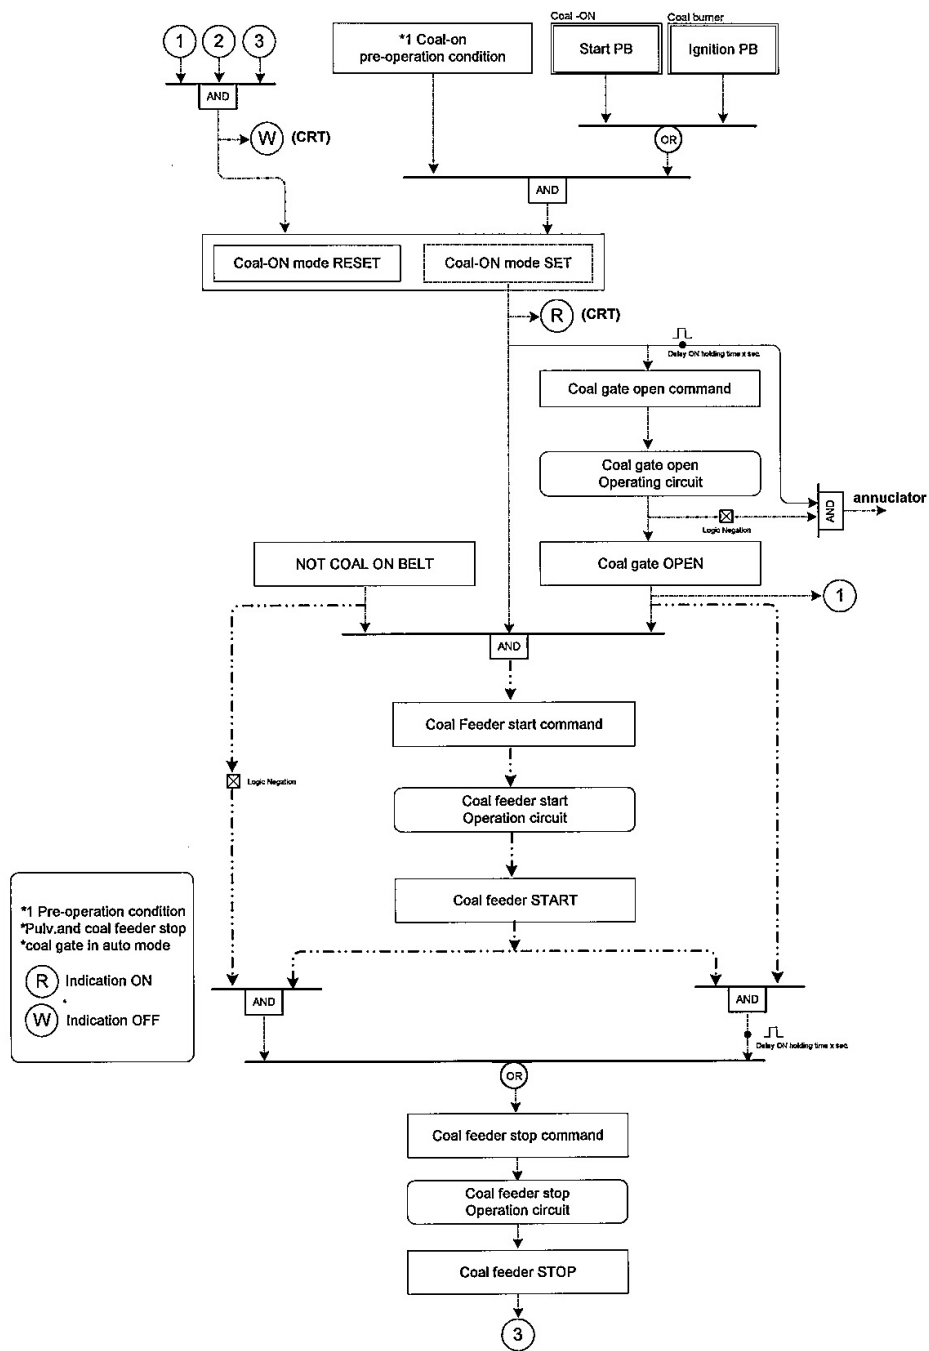 Coal -ON
Coal burner
1
2
3
*1 Coal-on
pre-operation condition
Start PB
Ignition PB
AND
W
(CRT)
OR
AND
Coal-ON mode RESET
Coal-ON mode SET
R
(CRT)
Delay ON holding time x sec.
Coal gate open command
Coal gate open
Operating circuit
AND
annuciator
Logic Negation
NOT COAL ON BELT
Coal gate OPEN
1
AND
Coal Feeder start command
Logic Negation
Coal feeder start
Operation circuit
Coal feeder START
*1 Pre-operation condition
*Pulv.and coal feeder stop
*coal gate in auto mode
R
Indication ON
W
Indication OFF
AND
AND
Delay ON holding time x sec.
OR
Coal feeder stop command
Coal feeder stop
Operation circuit
Coal feeder STOP
3